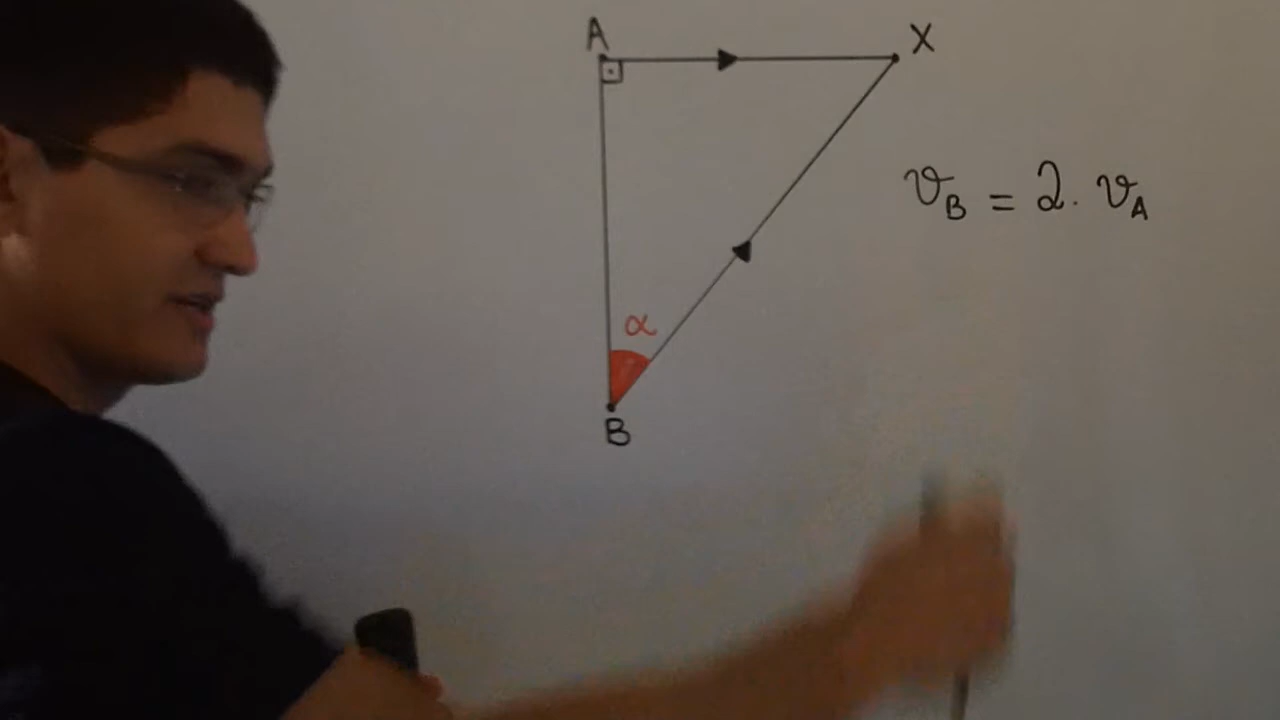 A
X
v_B = 2 . v_A
α
B